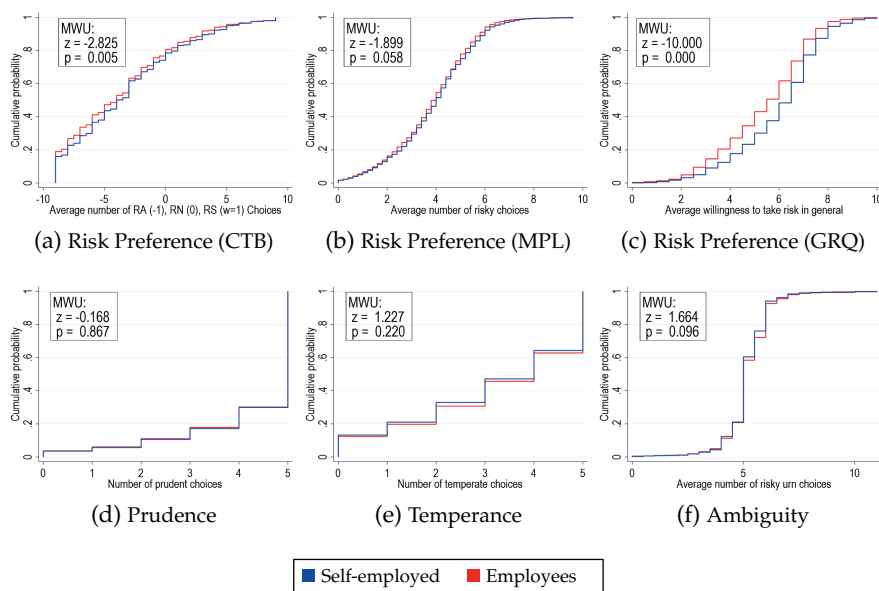 MWU:
z = -2.825
p = 0.005
Cumulative probability
0 .2 .4 .6 .8 1
-10 -5 0 5 10
Average number of RA (-1), RN (0), RS (w=1) Choices
(a) Risk Preference (CTB)
MWU:
z = -1.899
p = 0.058
Cumulative probability
0 .2 .4 .6 .8 1
0 2 4 6 8 10
Average number of risky choices
(b) Risk Preference (MPL)
MWU:
z = -10.000
p = 0.000
Cumulative probability
0 .2 .4 .6 .8 1
0 2 4 6 8 10
Average willingness to take risk in general
(c) Risk Preference (GRQ)
MWU:
z = -0.168
p = 0.867
Cumulative probability
0 .2 .4 .6 .8 1
0 1 2 3 4 5
Number of prudent choices
(d) Prudence
MWU:
z = 1.227
p = 0.220
Cumulative probability
0 .2 .4 .6 .8 1
0 1 2 3 4 5
Number of temperate choices
(e) Temperance
MWU:
z = 1.664
p = 0.096
Cumulative probability
0 .2 .4 .6 .8 1
0 5 10
Average number of risky urn choices
(f) Ambiguity
Self-employed Employees